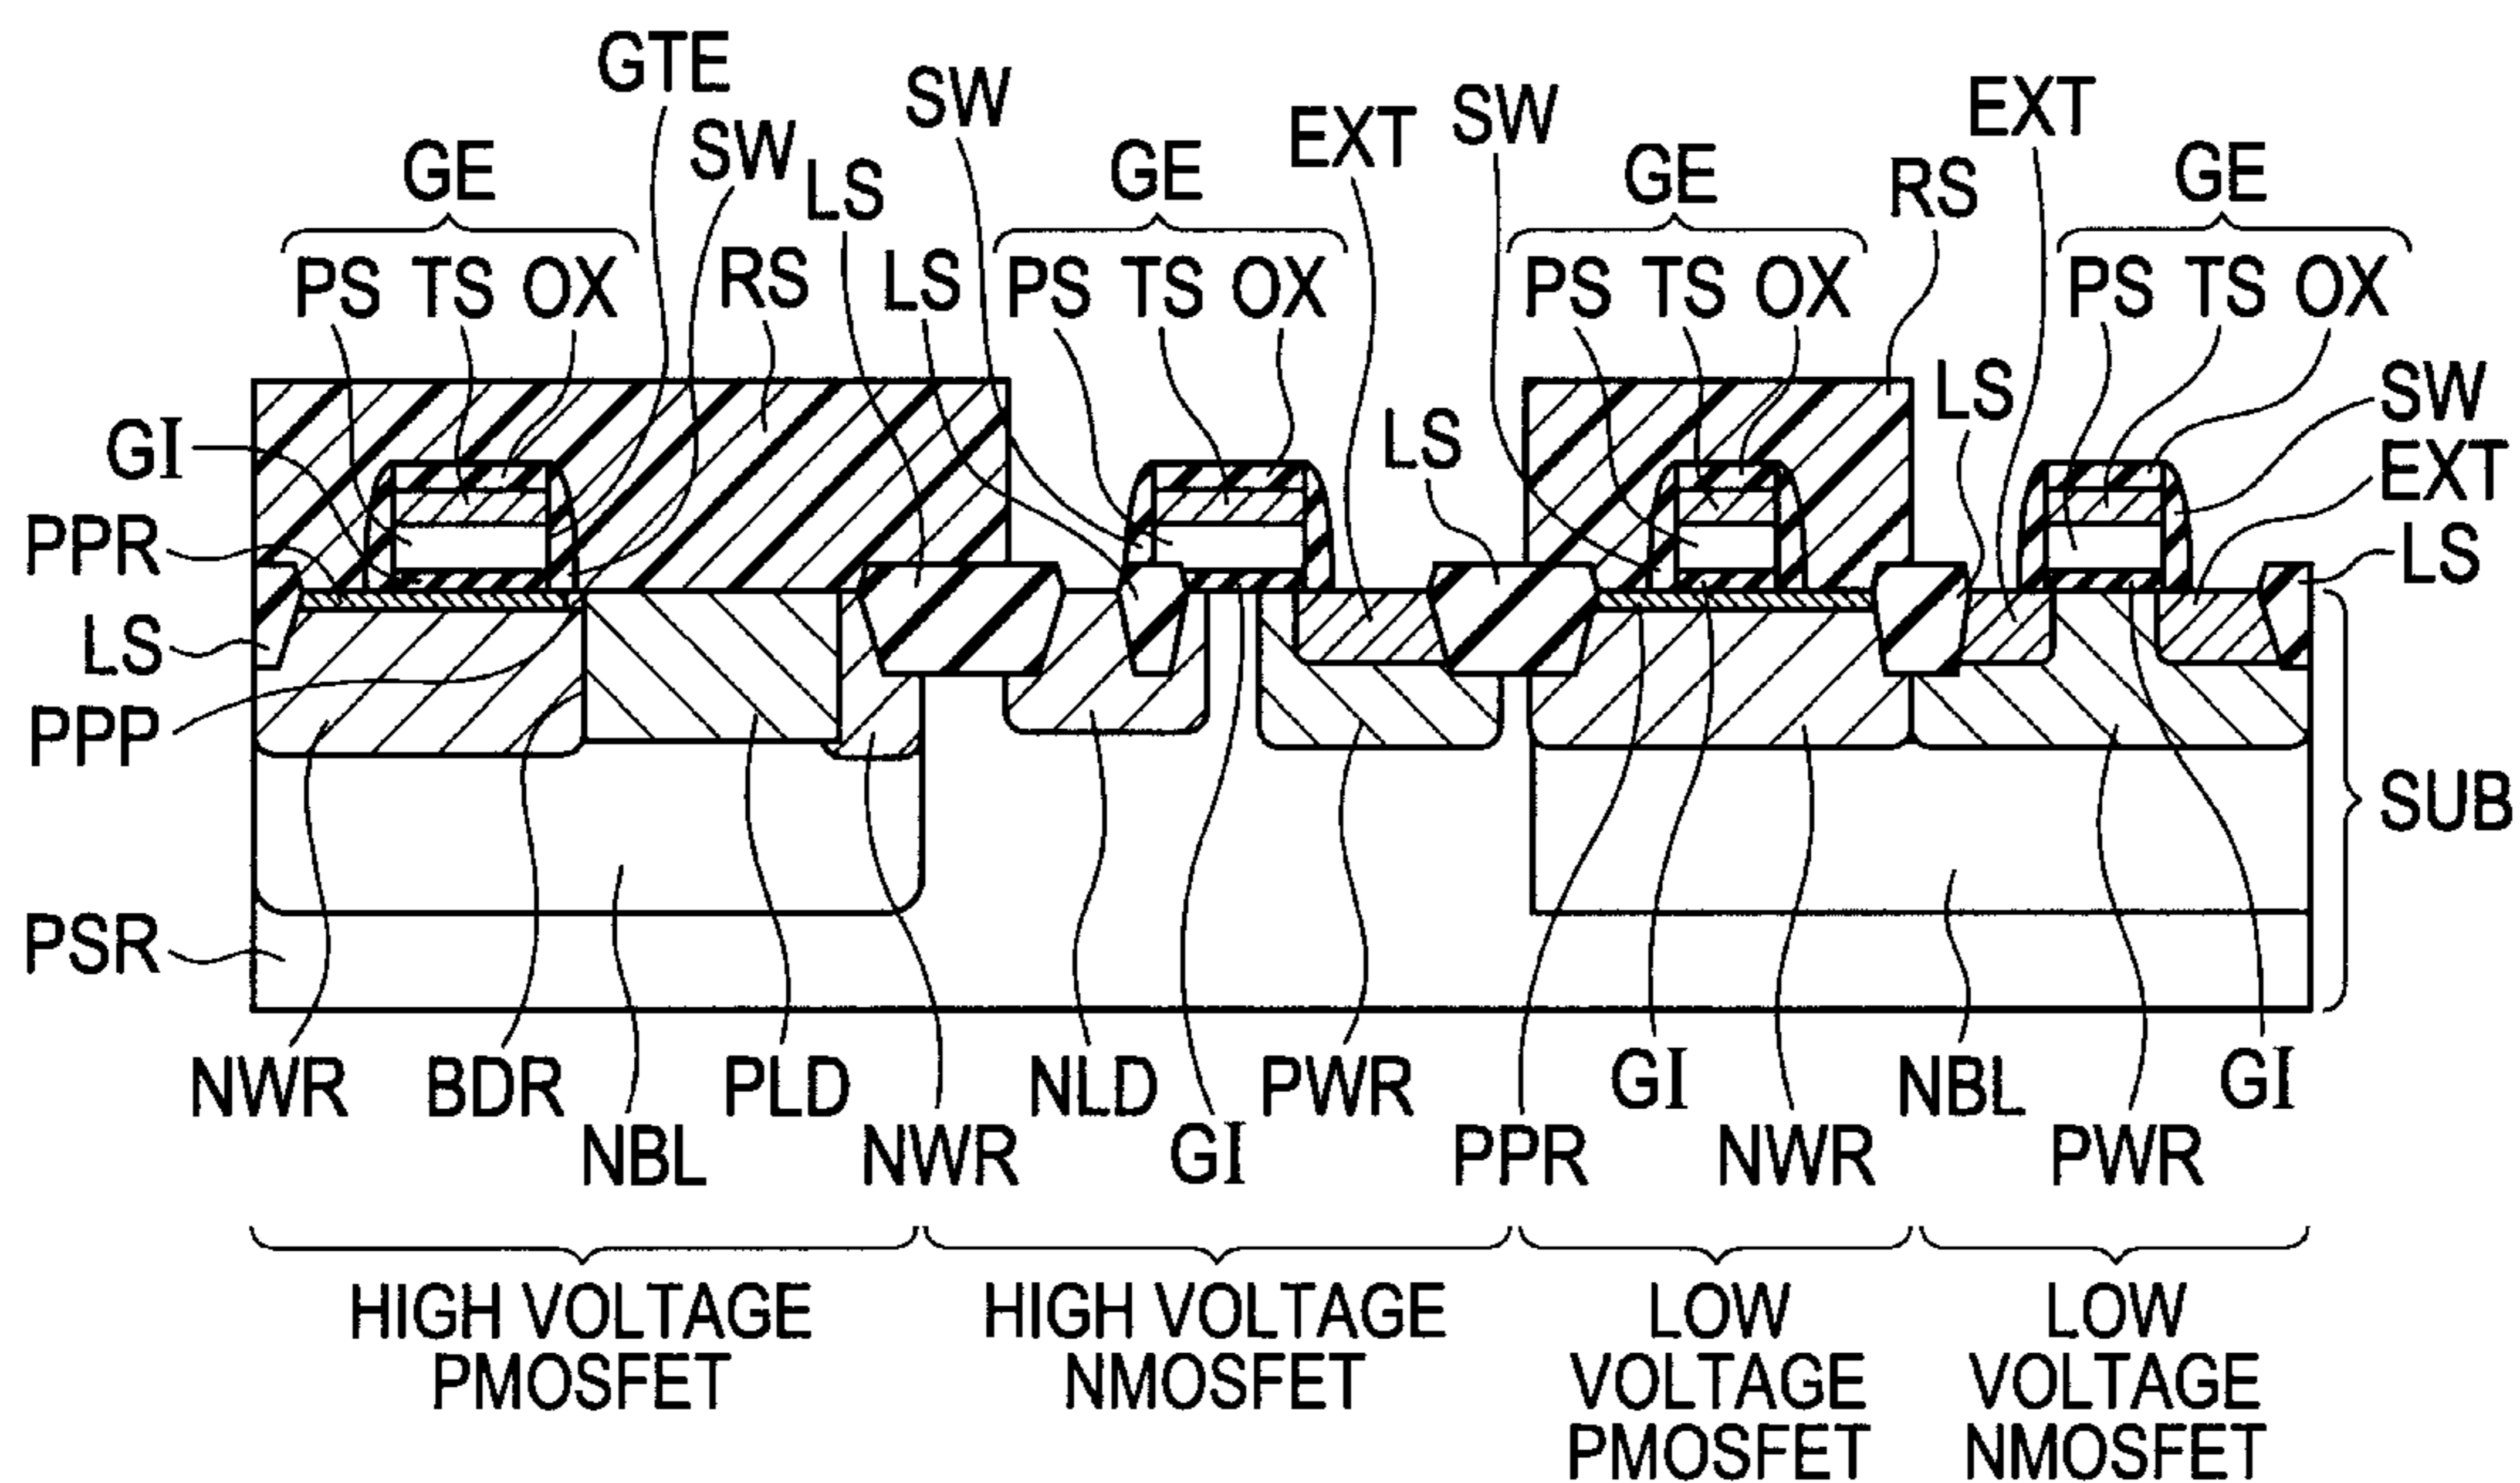 GTE
SW
SW
EXT
GE
SW
LS
GE
EXT
SW
GE
RS
GE
PS TS OX
RS
LS
PS TS OX
PS TS OX
PS TS OX
LS
LS
SW
GI
EXT
PPR
LS
LS
PPP
SUB
PSR
NWR
BDR
PLD
NLD
PWR
GI
NBL
GI
NBL
NWR
GI
PPR
NWR
PWR
HIGH VOLTAGE
PMOSFET
HIGH VOLTAGE
NMOSFET
LOW
VOLTAGE
PMOSFET
LOW
VOLTAGE
NMOSFET